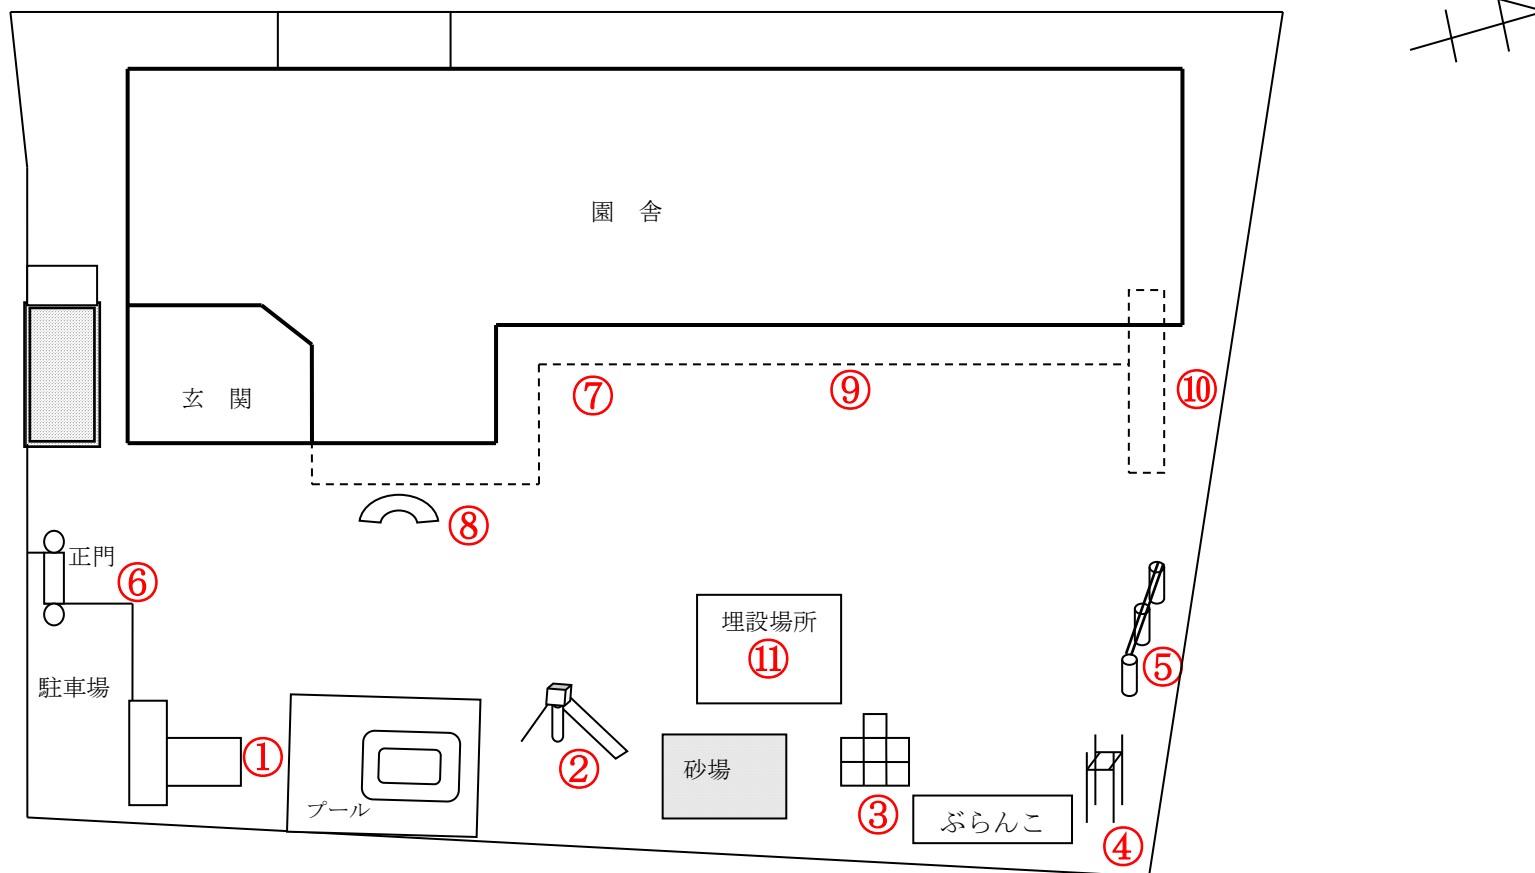 園　舎
玄　関
⑦
⑨
⑩
⑧
正門
⑥
埋設場所
⑪
⑤
駐車場
①
プール
②
砂場
③
ぶらんこ
④